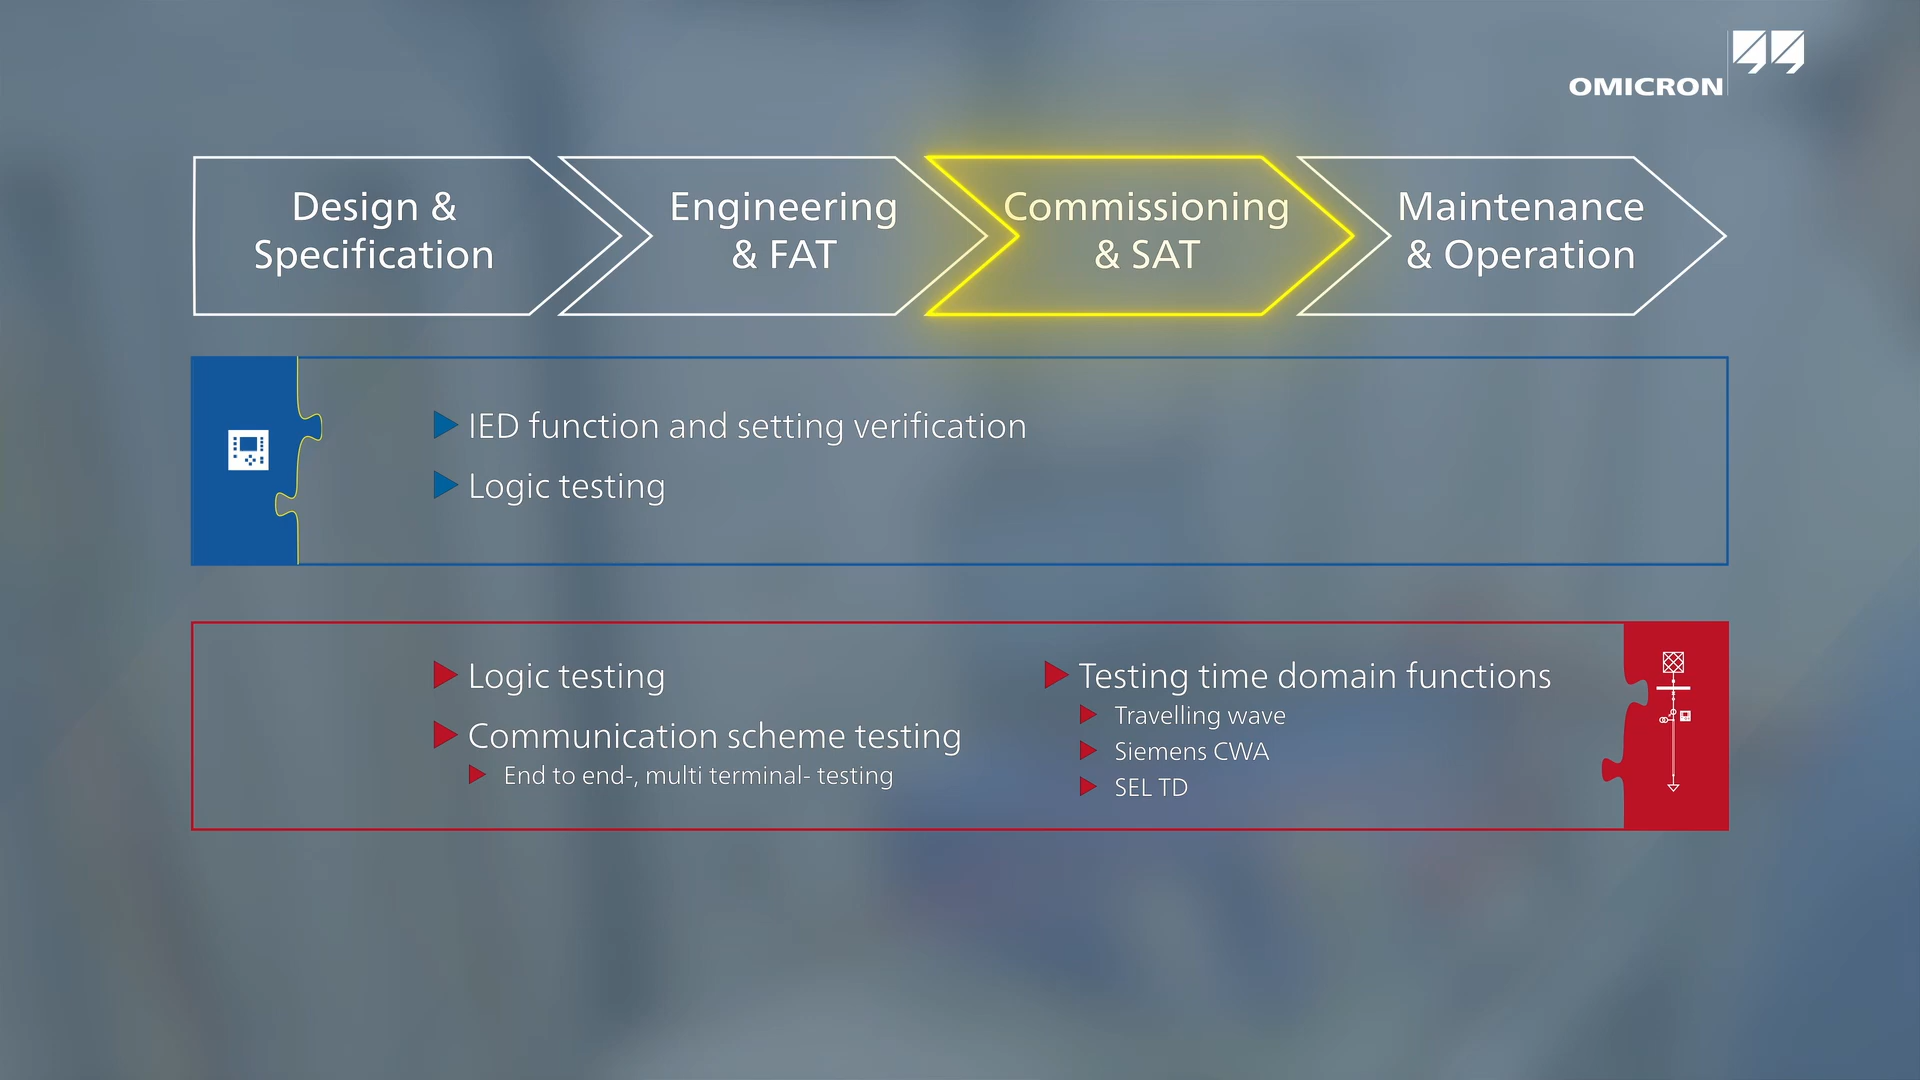 OMICRON
Design &
Specification
Engineering
& FAT
Commissioning
& SAT
Maintenance
& Operation
IED function and setting verification
Logic testing
Logic testing
Communication scheme testing
End to end-, multi terminal- testing
Testing time domain functions
Travelling wave
Siemens CWA
SEL TD